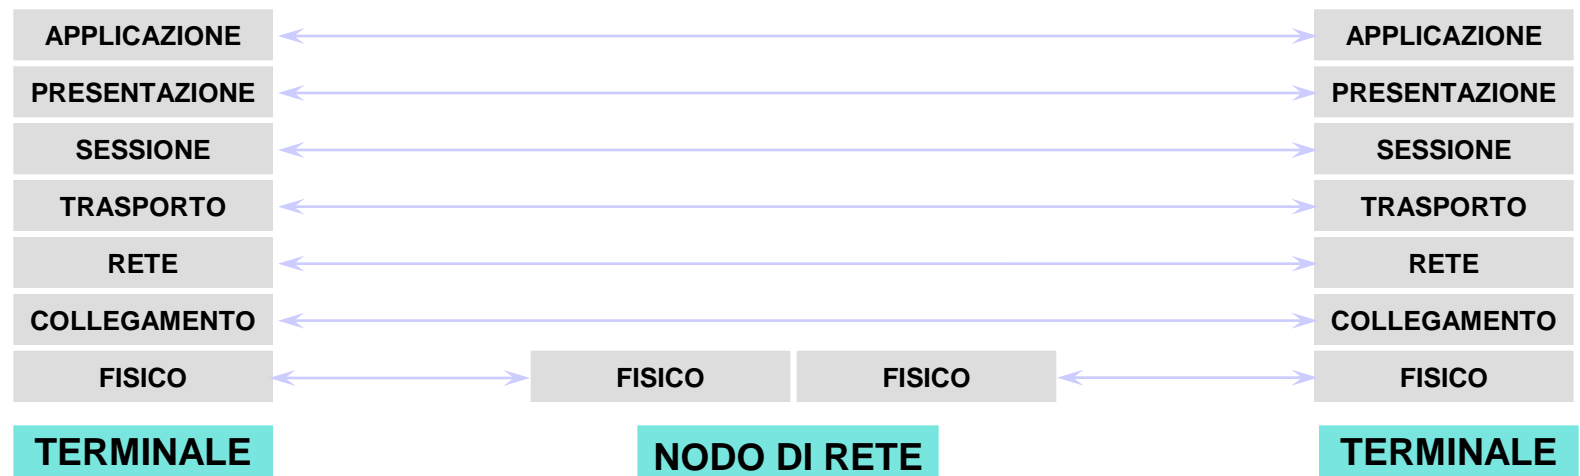 APPLICAZIONE APPLICAZIONE
PRESENTAZIONE PRESENTAZIONE
SESSIONE SESSIONE
TRASPORTO TRASPORTO
RETE RETE
COLLEGAMENTO COLLEGAMENTO
FISICO FISICO FISICO FISICO
TERMINALE NODO DI RETE TERMINALE